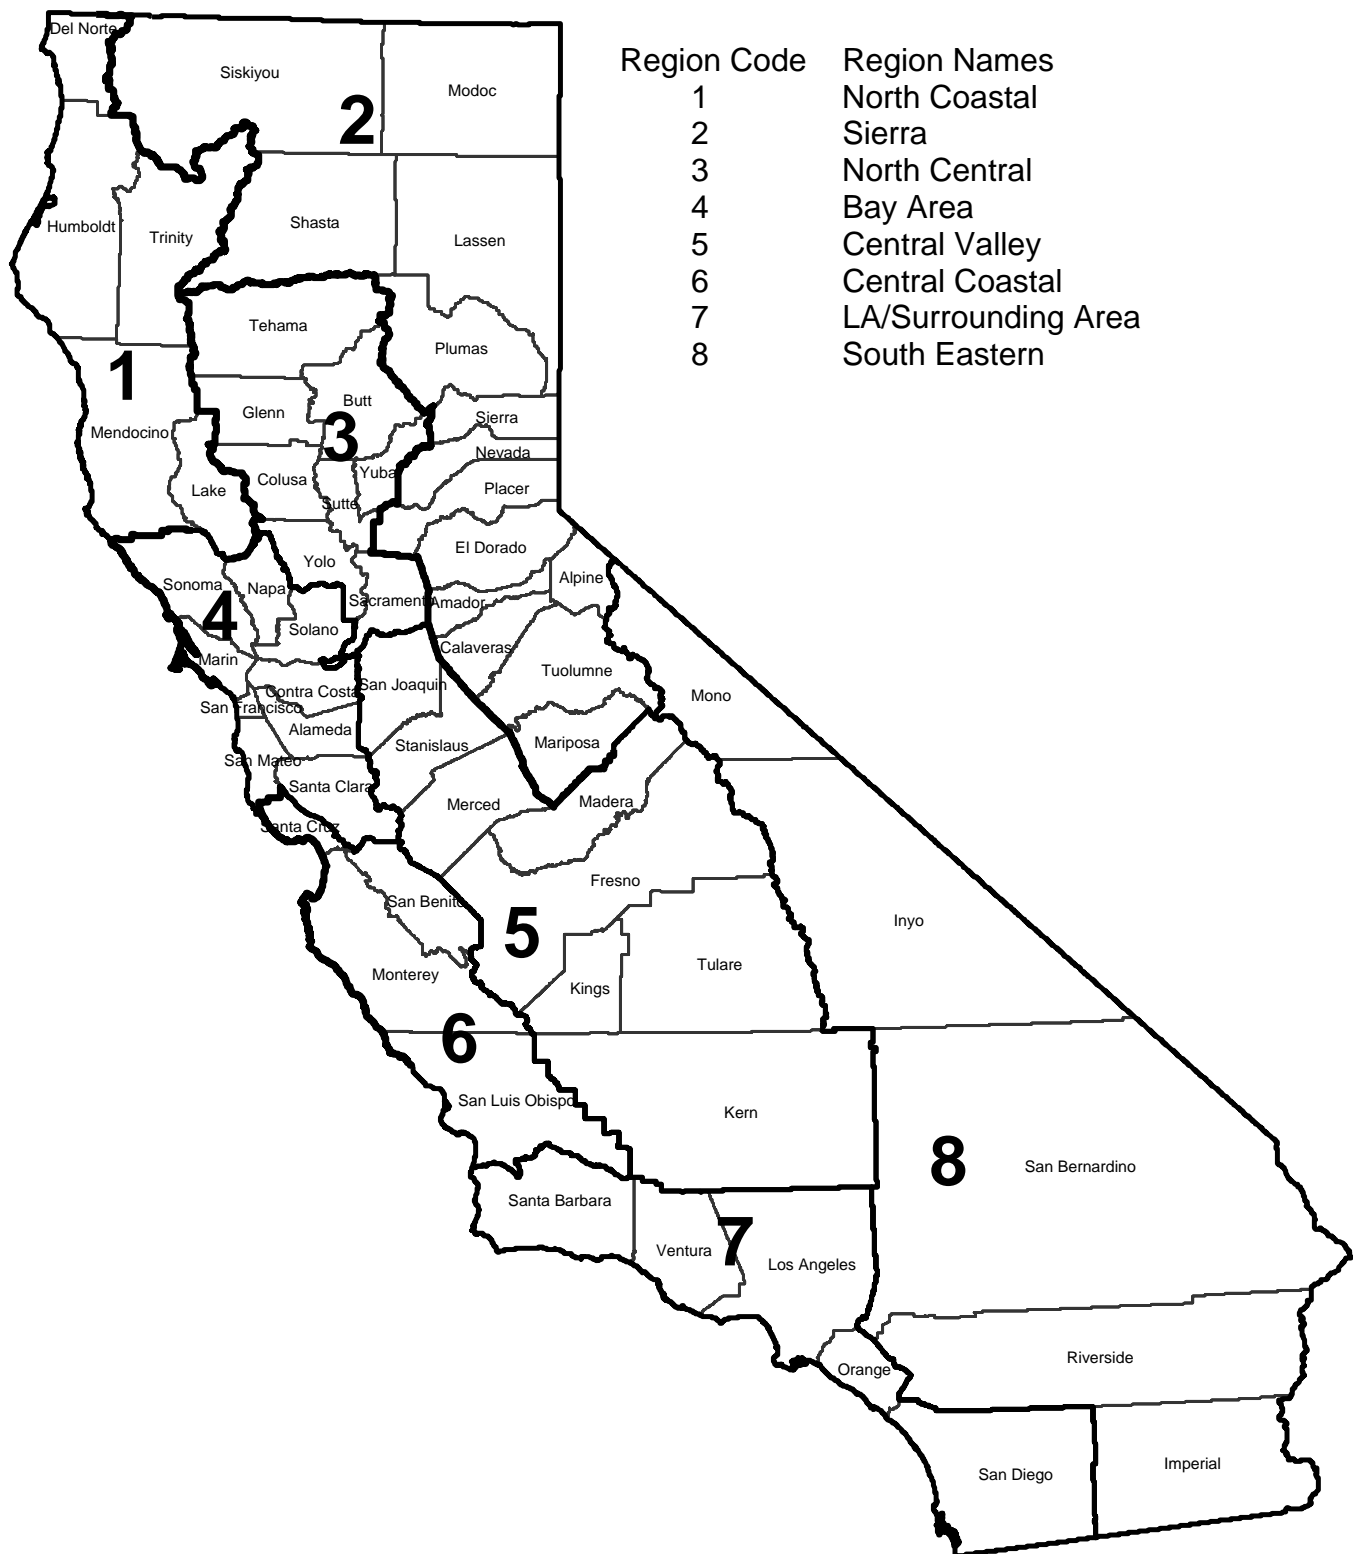 Region Code Region Names
1 North Coastal
2 Sierra
3 North Central
4 Bay Area
5 Central Valley
6 Central Coastal
7 LA/Surrounding Area
8 South Eastern
Del Norte
Siskiyou
Modoc
2
Humboldt
Trinity
Shasta
Lassen
Tehama
Plumas
1
Butt
Glenn
Sierra
3
Mendocino
Nevada
Yuba
Colusa
Placer
Lake
Sutte
El Dorado
Yolo
Alpine
Sonoma
Napa
Sacramento
Amador
4
Solano
Calaveras
Marin
Tuolumne
San Joaquin
Contra Costa
Mono
San Francisco
Alameda
Stanislaus
Mariposa
San Mateo
Santa Clara
Merced
Madera
Santa Cruz
Fresno
San Benito
Inyo
5
Tulare
Monterey
Kings
6
San Luis Obispo
Kern
8
San Bernardino
Santa Barbara
7
Ventura
Los Angeles
Riverside
Orange
Imperial
San Diego